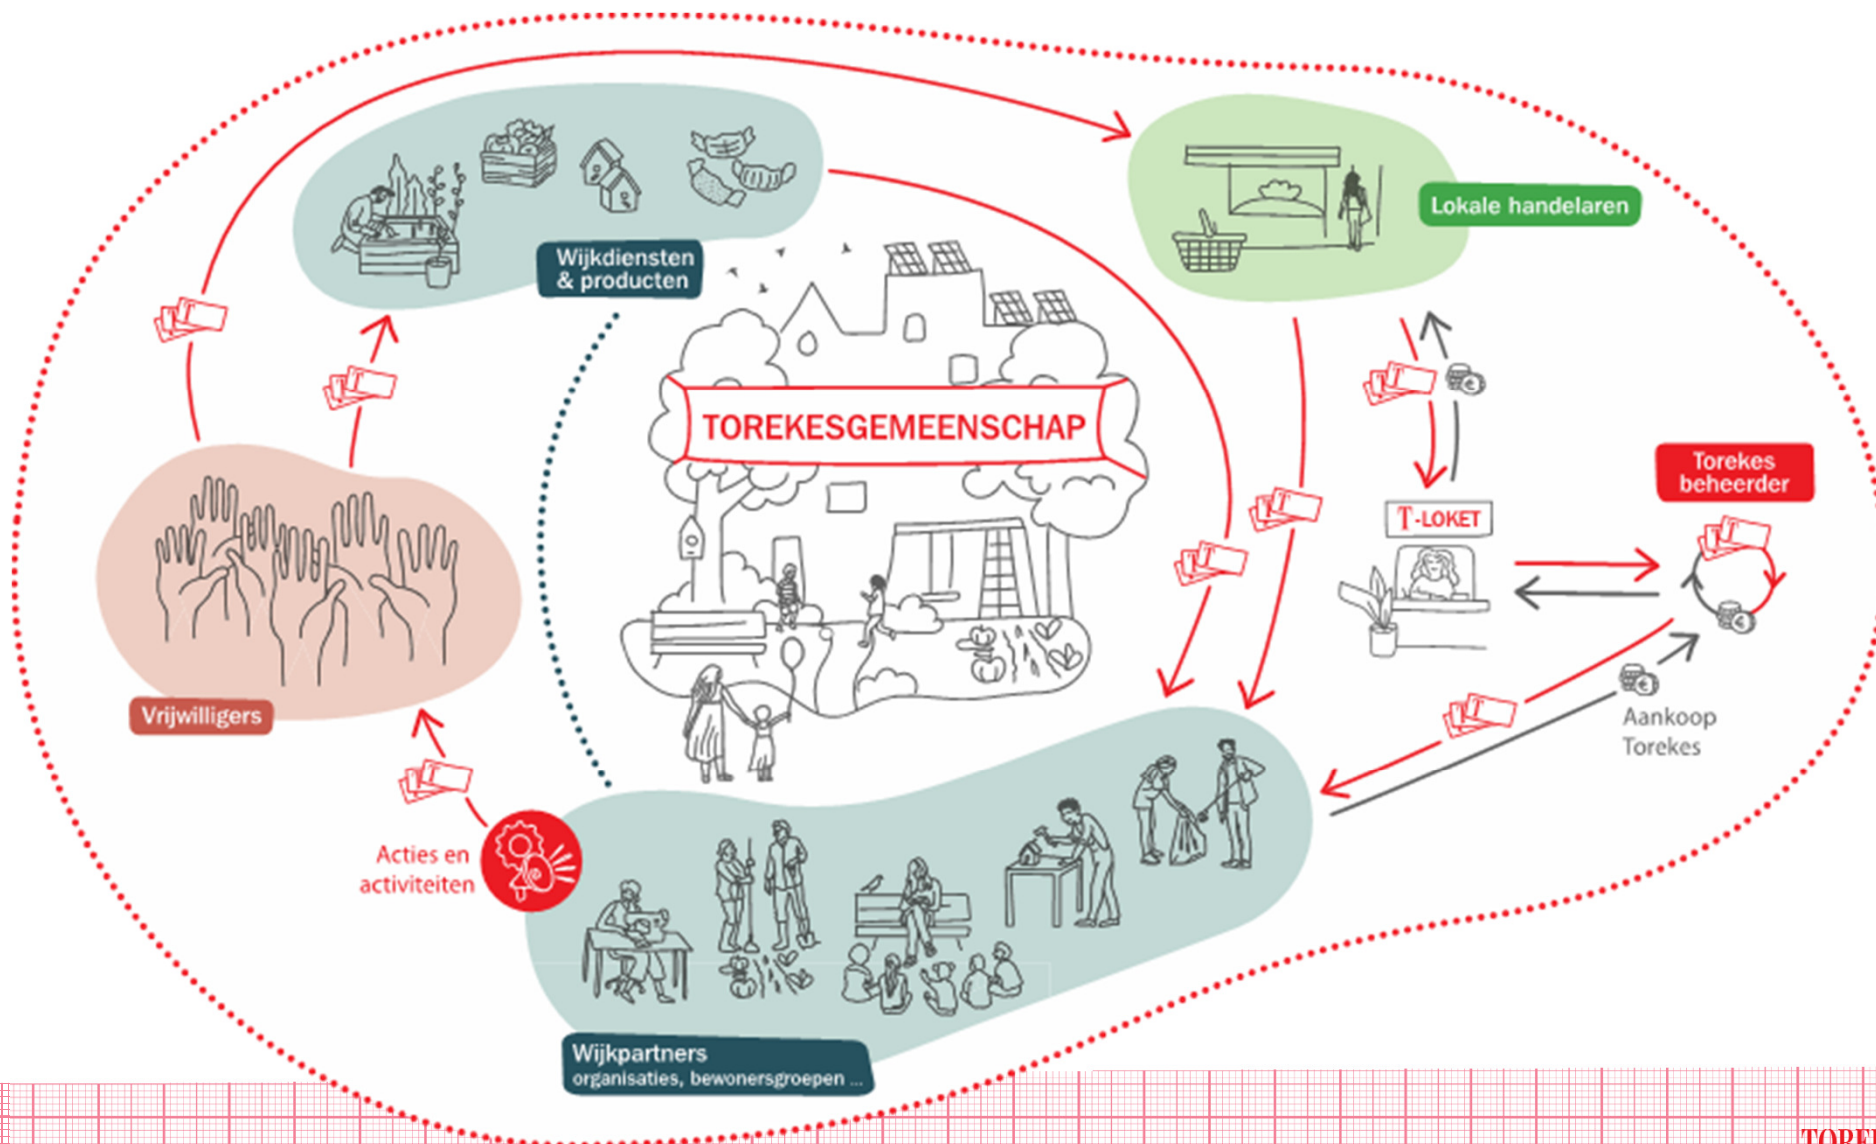 Lokale handelaren
Wijkdiensten
& producten
TOREKESGEMEENSCHAP
Torekes
beheerder
T-LOKET
Vrijwilligers
Aankoop
Torekes
Acties en
activiteiten
Wijkpartners
organisaties, bewonersgroepen ...